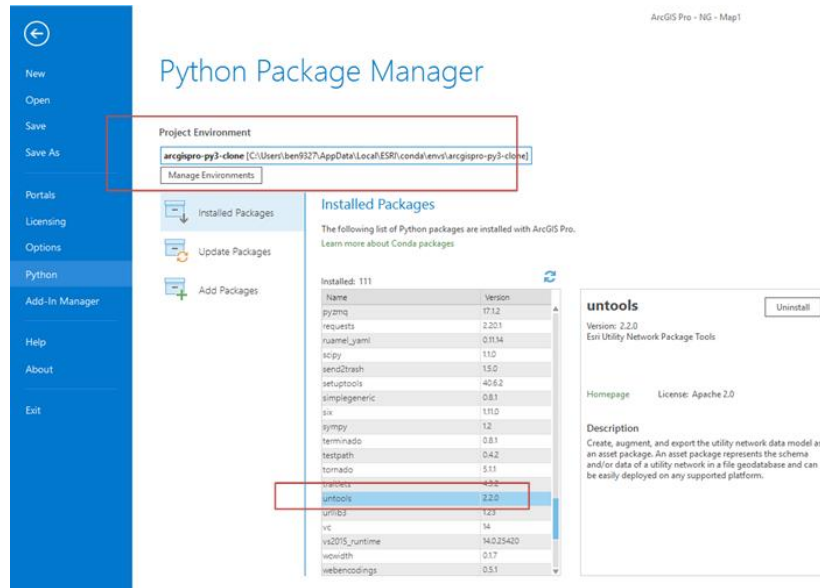 ArcGIS Pro - NG - Map1
New
Open
Save
Save As
Portals
Licensing
Options
Python
Add-In Manager
Help
About
Exit
Python Package Manager
Project Environment
arcgispro-py3-clone [C:\Users\ben9327\AppData\Local\ESRI\conda\envs\arcgispro-py3-clone]
Manage Environments
Installed Packages
Update Packages
Add Packages
Installed Packages
The following list of Python packages are installed with ArcGIS Pro.
Learn more about Conda packages
Installed: 111
Name Version
pyzmq 17.1.2
requests 2.20.1
ruamel_yaml 0.11.14
scipy 1.1.0
send2trash 1.5.0
setuptools 40.6.2
simplegeneric 0.8.1
six 1.11.0
sympy 1.2
terminado 0.8.1
testpath 0.4.2
tornado 5.1.1
traitlets 4.3.2
untools 2.2.0
urllib3 1.23
vc 14
vs2015_runtime 14.0.25420
wcwidth 0.1.7
webencodings 0.5.1
untools
Uninstall
Version: 2.2.0
Esri Utility Network Package Tools
Homepage License: Apache 2.0
Description
Create, augment, and export the utility network data model as
an asset package. An asset package represents the schema
and/or data of a utility network in a file geodatabase and can
be easily deployed on any supported platform.